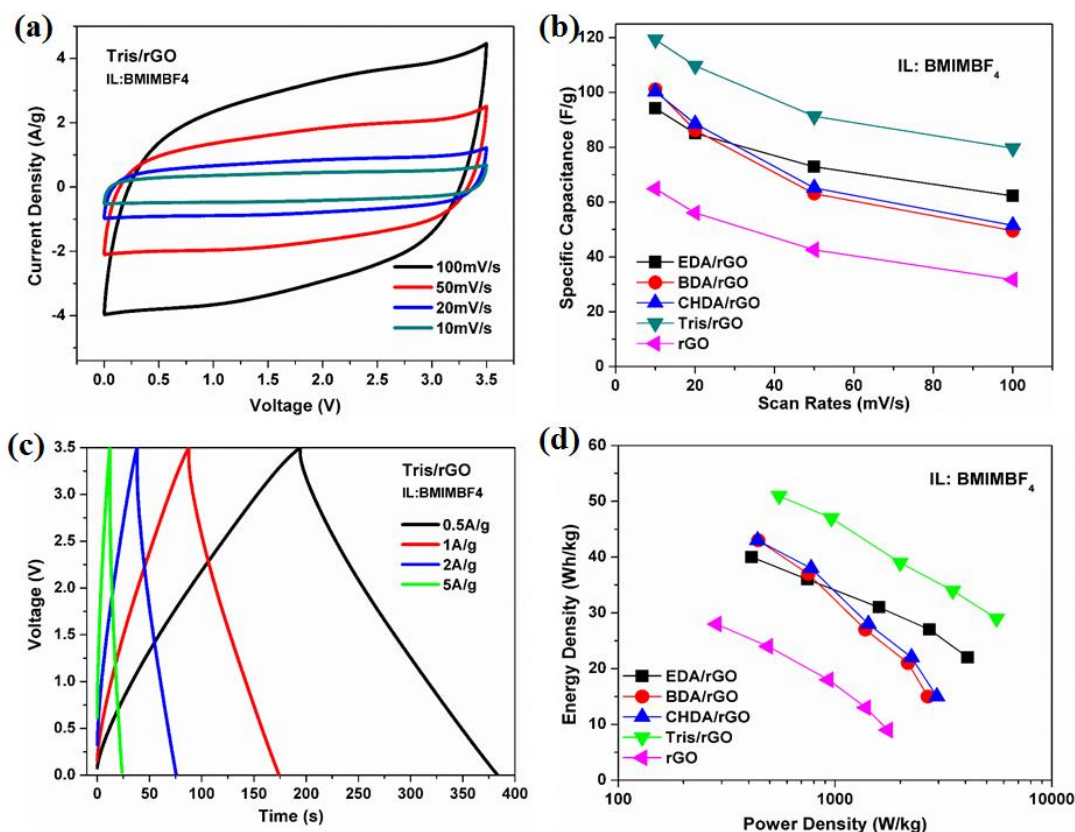 (a)
Tris/rGO
IL:BMIMBF4
Current Density (A/g)
4
2
0
-2
-4
100mV/s
50mV/s
20mV/s
10mV/s
0.0 0.5 1.0 1.5 2.0 2.5 3.0 3.5
Voltage (V)
(b)
IL: BMIMBF₄
Specific Capacitance (F/g)
120
100
80
60
40
20
0
EDA/rGO
BDA/rGO
CHDA/rGO
Tris/rGO
rGO
0 20 40 60 80 100
Scan Rates (mV/s)
(c)
Tris/rGO
IL:BMIMBF4
Voltage (V)
3.5
3.0
2.5
2.0
1.5
1.0
0.5
0.0
0.5A/g
1A/g
2A/g
5A/g
0 50 100 150 200 250 300 350 400
Time (s)
(d)
IL: BMIMBF₄
Energy Density (Wh/kg)
60
50
40
30
20
10
0
EDA/rGO
BDA/rGO
CHDA/rGO
Tris/rGO
rGO
100 1000 10000
Power Density (W/kg)